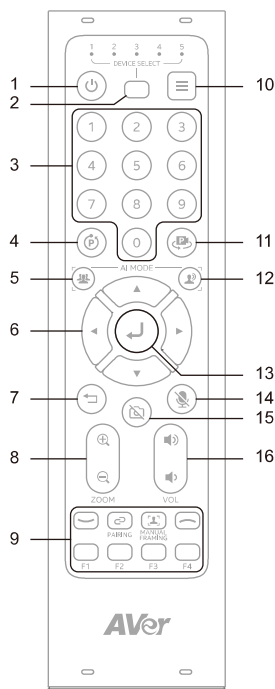 1 2 3 4 5
DEVICE SELECT
1
10
2
1 2 3
3
4 5 6
7 8 9
4
P
0
P
11
AI MODE
5
12
6
13
7
14
15
8
16
ZOOM VOL
9
PAIRING MANUAL FRAMING
F1 F2 F3 F4
AVer